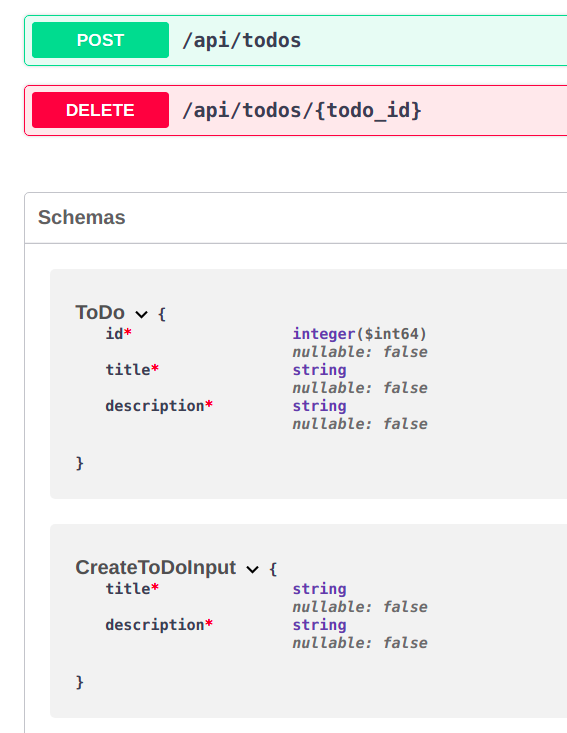 POST /api/todos
DELETE /api/todos/{todo_id}
Schemas
ToDo {
id* integer($int64)
nullable: false
title* string
nullable: false
description* string
nullable: false
}
CreateToDoInput {
title* string
nullable: false
description* string
nullable: false
}